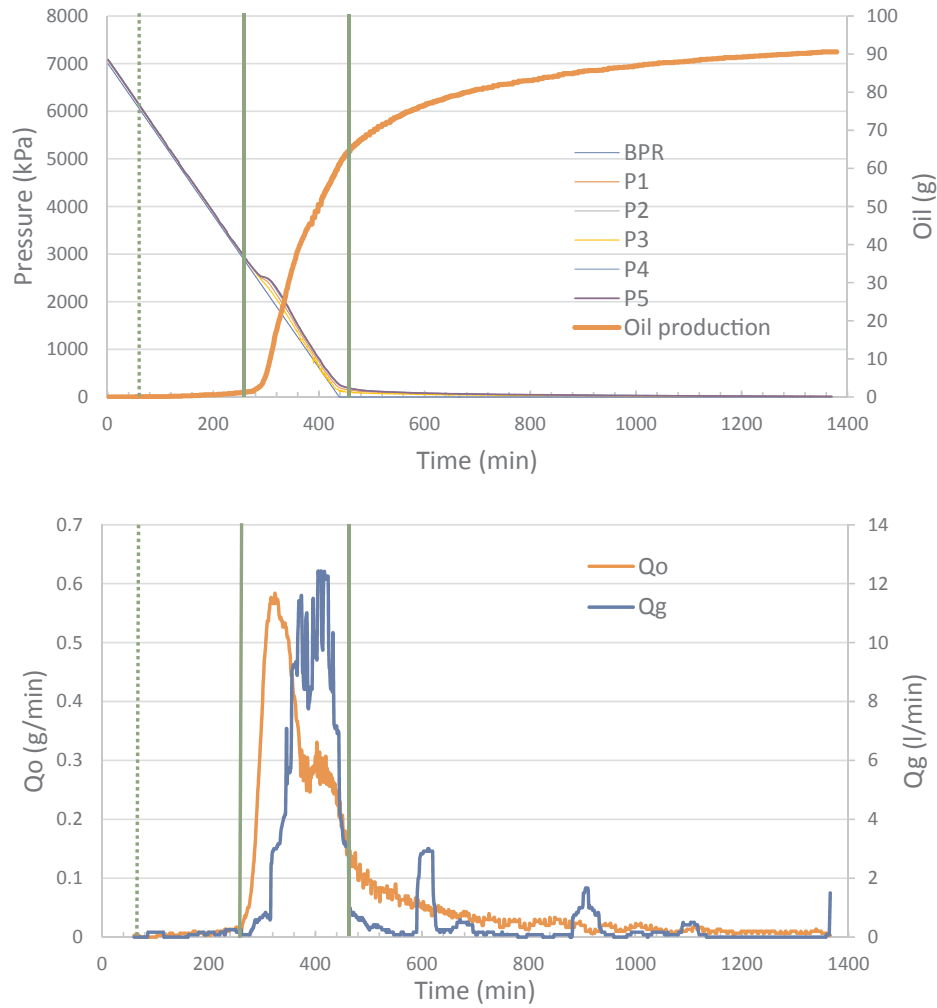 8000
7000
6000
5000
4000
3000
2000
1000
0
Pressure (kPa)
100
90
80
70
60
50
40
30
20
10
0
Oil (g)
BPR
P1
P2
P3
P4
P5
Oil production
0 200 400 600 800 1000 1200 1400
Time (min)
0.7
0.6
0.5
0.4
0.3
0.2
0.1
0
Qo (g/min)
14
12
10
8
6
4
2
0
Qg (l/min)
Qo
Qg
0 200 400 600 800 1000 1200 1400
Time (min)